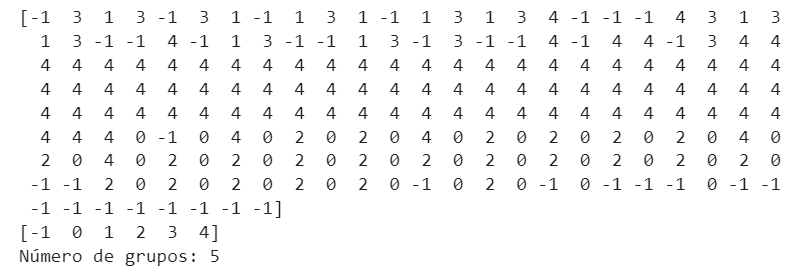 [-1  3  1  3 -1  3  1 -1  1  3  1 -1  1  3  1  3  4 -1 -1 -1  4  3  1  3
  1  3 -1 -1  4 -1  1  3 -1 -1  1  3 -1  3 -1 -1  4 -1  4  4 -1  3  4  4
  4  4  4  4  4  4  4  4  4  4  4  4  4  4  4  4  4  4  4  4  4  4  4  4
  4  4  4  4  4  4  4  4  4  4  4  4  4  4  4  4  4  4  4  4  4  4  4  4
  4  4  4  4  4  4  4  4  4  4  4  4  4  4  4  4  4  4  4  4  4  4  4  4
  4  4  4  0 -1  0  4  0  2  0  2  0  4  0  2  0  2  0  2  0  2  0  4  0
  2  0  4  0  2  0  2  0  2  0  2  0  2  0  2  0  2  0  2  0  2  0  2  0
 -1 -1  2  0  2  0  2  0  2  0  2  0 -1  0  2  0 -1  0 -1 -1 -1  0 -1 -1
 -1 -1 -1 -1 -1 -1 -1 -1]
[-1  0  1  2  3  4]
Número de grupos: 5